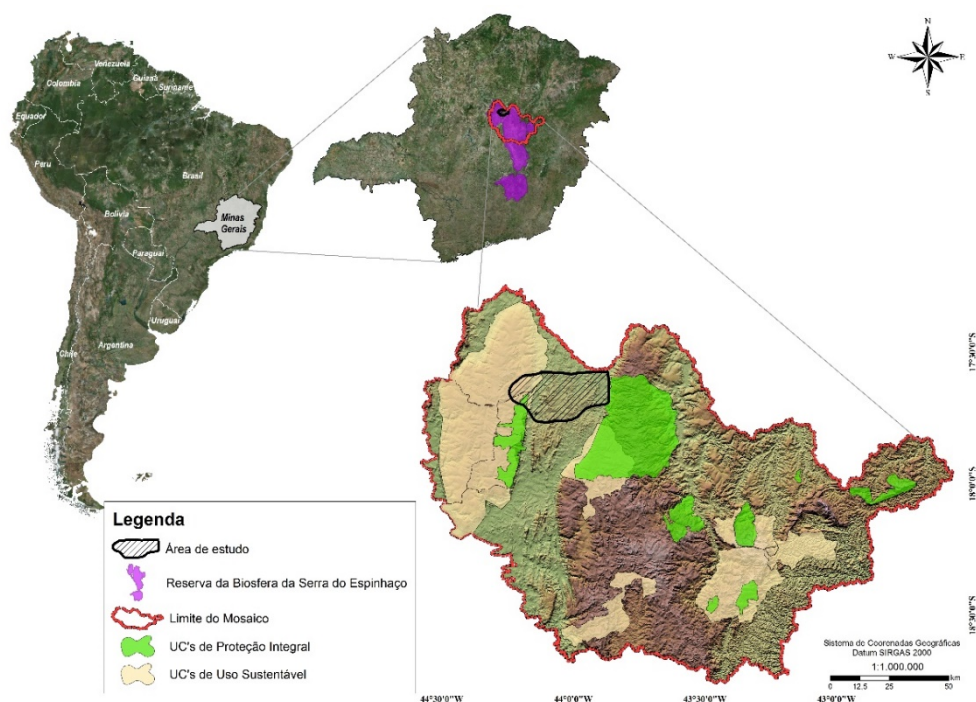 N
W
E
S
Venezuela
Guiana
Suriname
Colombia
Equador
Peru
Brasil
Bolivia
Minas
Gerais
Paraguai
Uruguai
Chile
Argentina
17°30'0"S
18°0'0"S
18°30'0"S
Legenda
Área de estudo
Reserva da Biosfera da Serra do Espinhaço
Limite do Mosaico
UC's de Proteção Integral
UC's de Uso Sustentável
Sistema de Coorenadas Geográficas
Datum SIRGAS 2000
1:1.000.000
km
0 12,5 25 50
44°30'0"W 44°0'0"W 43°30'0"W 43°0'0"W